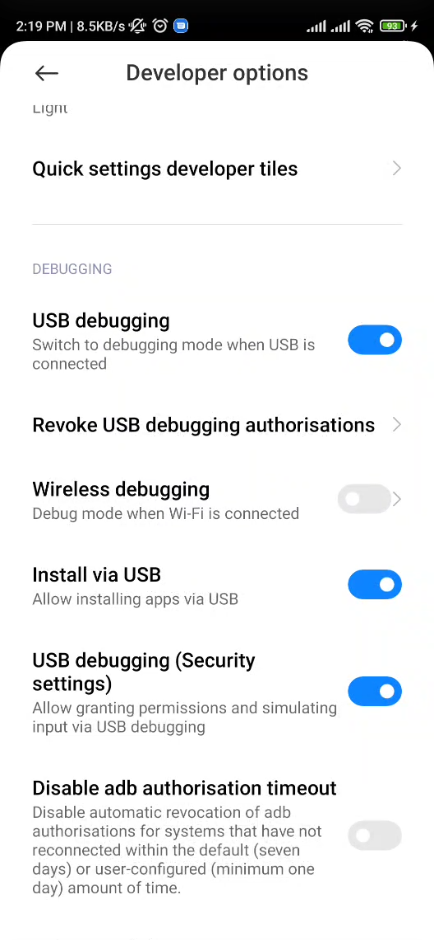 2:19 PM | 8.5KB/s
93
Developer options
Light
Quick settings developer tiles
DEBUGGING
USB debugging
Switch to debugging mode when USB is
connected
Revoke USB debugging authorisations
Wireless debugging
Debug mode when Wi-Fi is connected
Install via USB
Allow installing apps via USB
USB debugging (Security
settings)
Allow granting permissions and simulating
input via USB debugging
Disable adb authorisation timeout
Disable automatic revocation of adb
authorisations for systems that have not
reconnected within the default (seven
days) or user-configured (minimum one
day) amount of time.